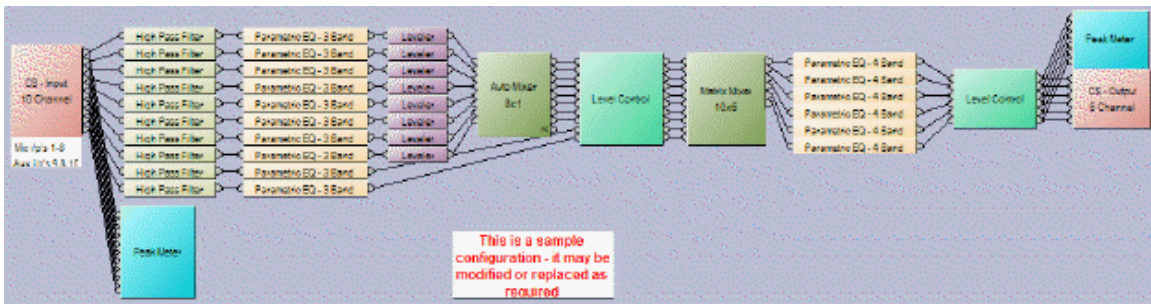 CS - Input
10 Channel
Mic i/p's 1-8
Aux i/p's 9 & 10
High Pass Filter
High Pass Filter
High Pass Filter
High Pass Filter
High Pass Filter
High Pass Filter
High Pass Filter
High Pass Filter
High Pass Filter
High Pass Filter
Peak Meter
Parametric EQ - 3 Band
Parametric EQ - 3 Band
Parametric EQ - 3 Band
Parametric EQ - 3 Band
Parametric EQ - 3 Band
Parametric EQ - 3 Band
Parametric EQ - 3 Band
Parametric EQ - 3 Band
Parametric EQ - 3 Band
Parametric EQ - 3 Band
Leveler
Leveler
Leveler
Leveler
Leveler
Leveler
Leveler
Leveler
Auto Mixer
8x1
Level Control
Matrix Mixer
10x6
Parametric EQ - 4 Band
Parametric EQ - 4 Band
Parametric EQ - 4 Band
Parametric EQ - 4 Band
Parametric EQ - 4 Band
Parametric EQ - 4 Band
Level Control
Peak Meter
CS - Output
6 Channel
This is a sample
configuration - it may be
modified or replaced as
required